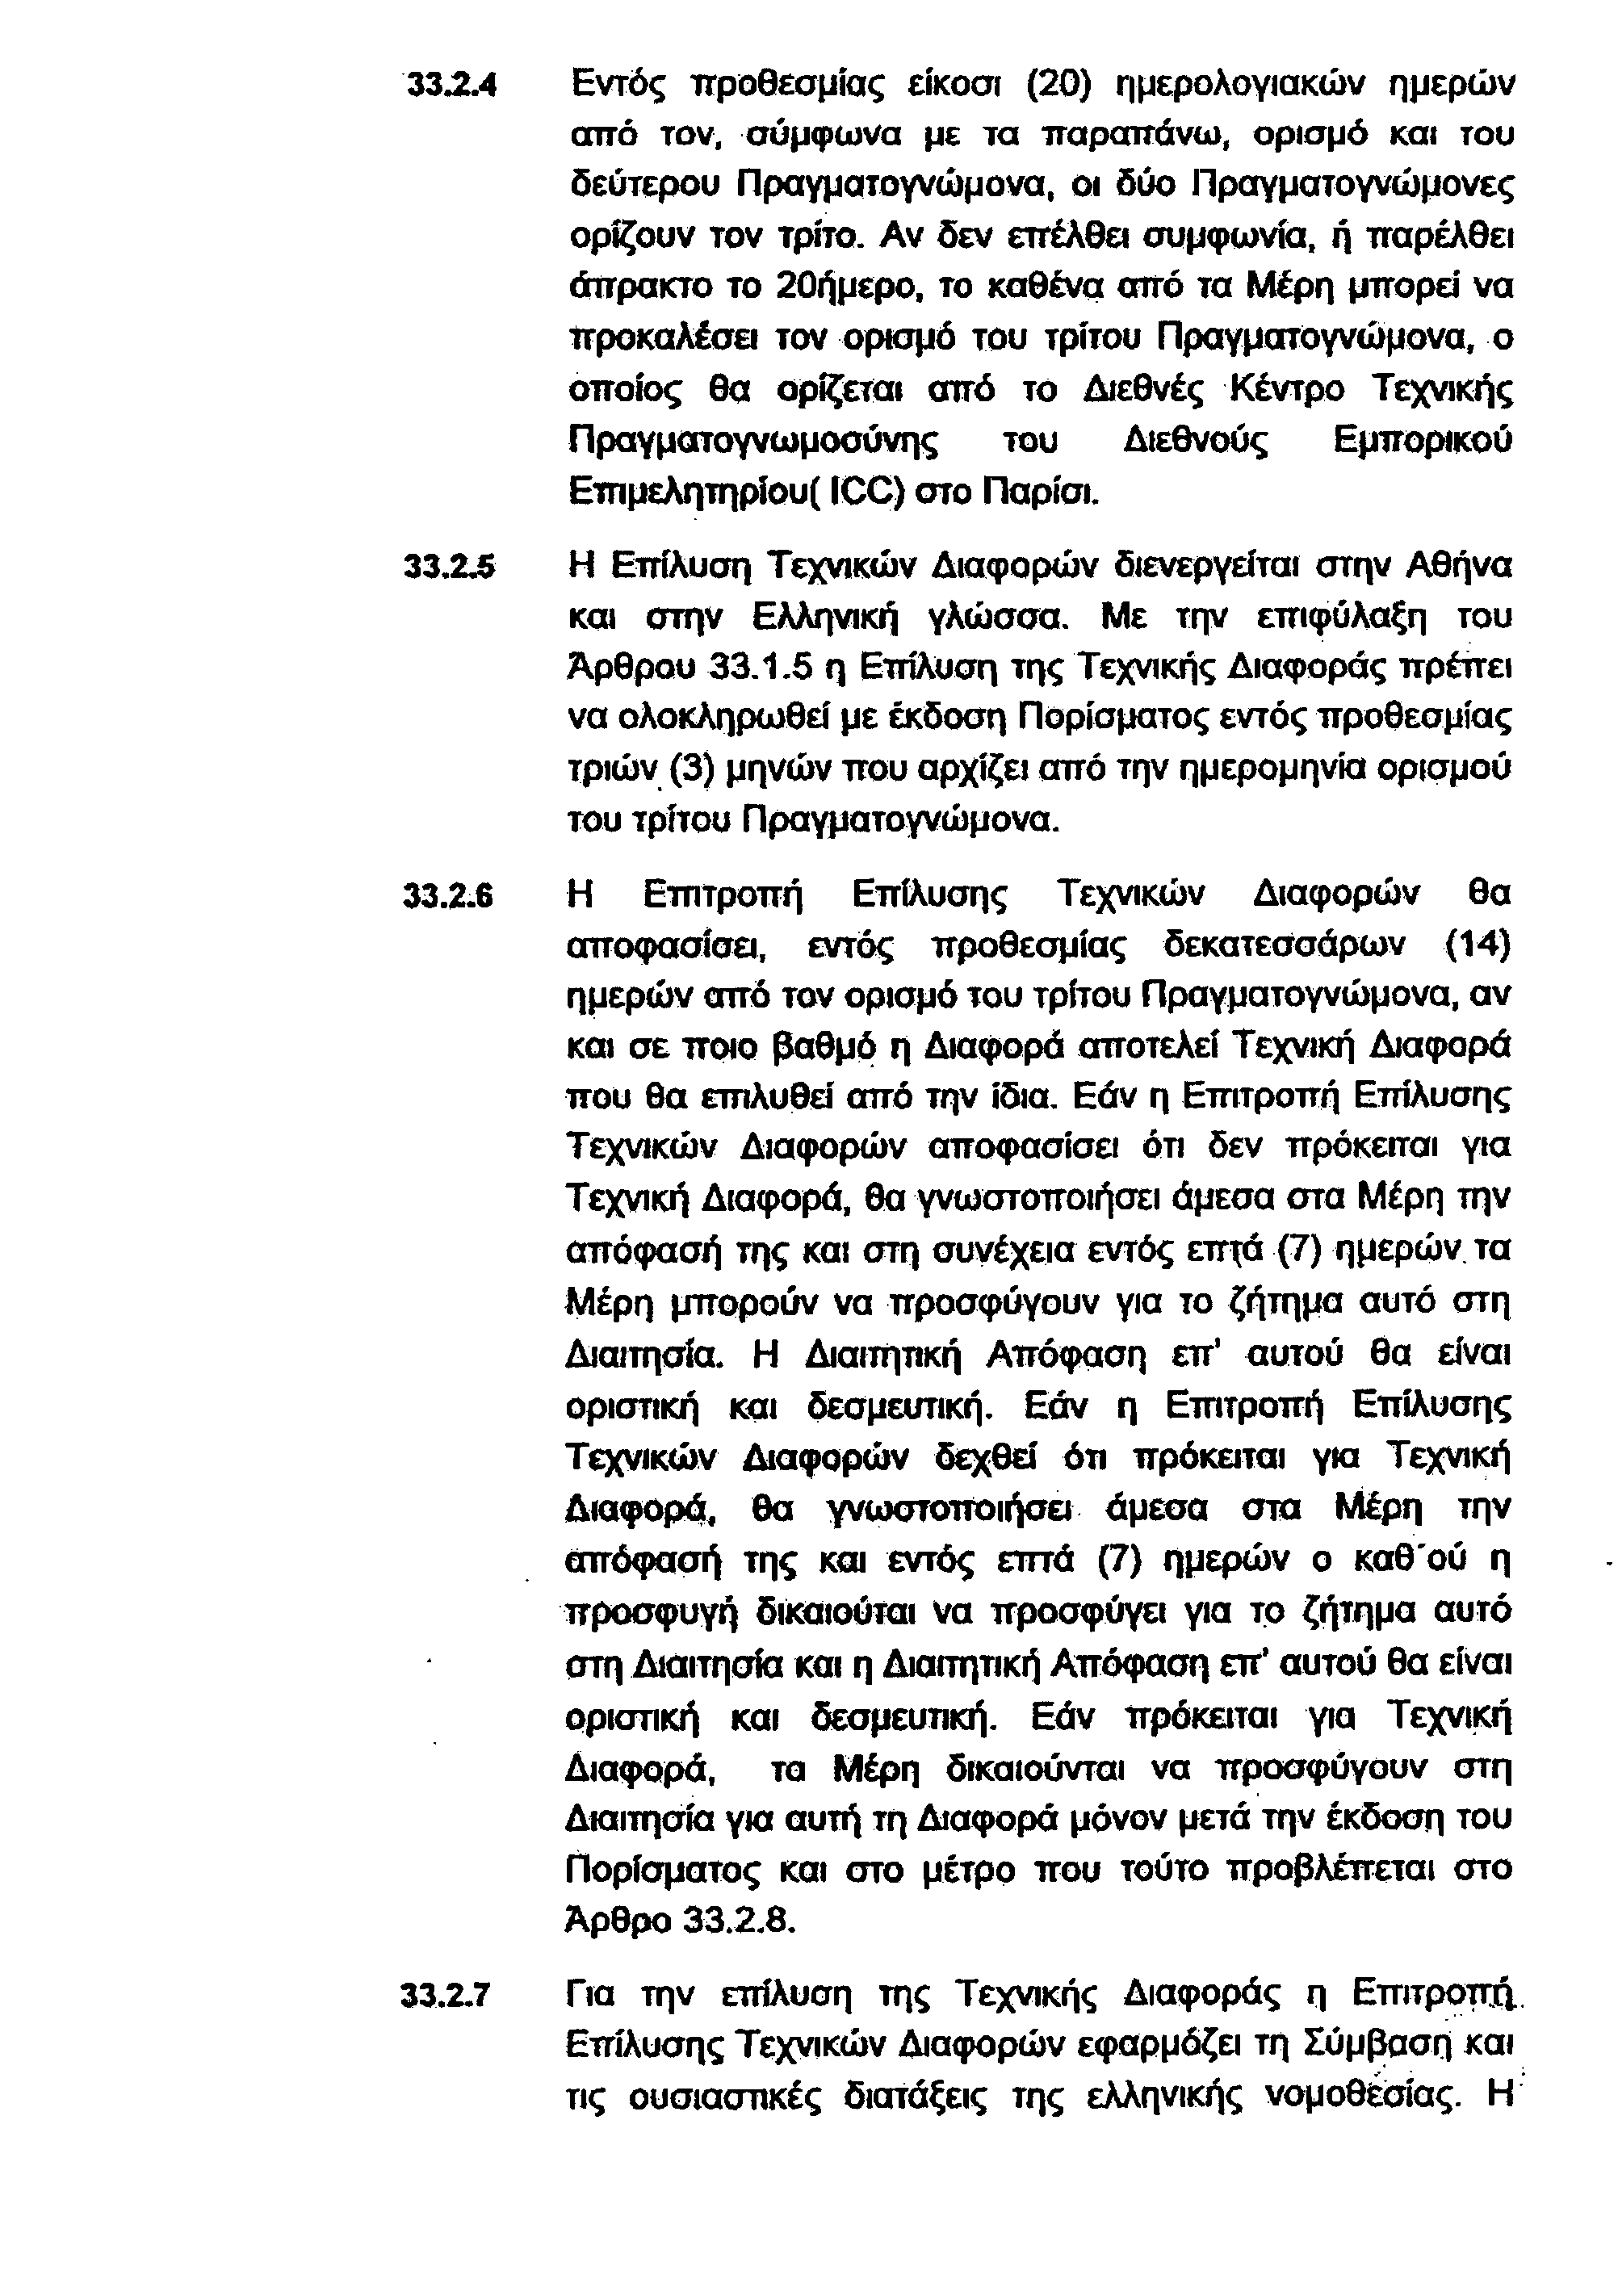 33.2.4 Εντός προθεσμίας είκοσι (20) ημερολογιακών ημερών
από τον, σύμφωνα με τα παραπάνω, ορισμό και του
δεύτερου Πραγματογνώμονα, οι δύο Πραγματογνώμονες
ορίζουν τον τρίτο. Αν δεν επέλθει συμφωνία, ή παρέλθει
άπρακτο το 20ήμερο, το καθένα από τα Μέρη μπορεί να
προκαλέσει τον ορισμό του τρίτου Πραγματογνώμονα, ο
οποίος θα ορίζεται από το Διεθνές Κέντρο Τεχνικής
Πραγματογνωμοσύνης του Διεθνούς Εμπορικού
Επιμελητηρίου( ICC) στο Παρίσι.
33.2.5 Η Επίλυση Τεχνικών Διαφορών διενεργείται στην Αθήνα
και στην Ελληνική γλώσσα. Με την επιφύλαξη του
Άρθρου 33.1.5 η Επίλυση της Τεχνικής Διαφοράς πρέπει
να ολοκληρωθεί με έκδοση Πορίσματος εντός προθεσμίας
τριών (3) μηνών που αρχίζει από την ημερομηνία ορισμού
του τρίτου Πραγματογνώμονα.
33.2.6 Η Επιτροπή Επίλυσης Τεχνικών Διαφορών θα
αποφασίσει, εντός προθεσμίας δεκατεσσάρων (14)
ημερών από τον ορισμό του τρίτου Πραγματογνώμονα, αν
και σε ποιο βαθμό η Διαφορά αποτελεί Τεχνική Διαφορά
που θα επιλυθεί από την ίδια. Εάν η Επιτροπή Επίλυσης
Τεχνικών Διαφορών αποφασίσει ότι δεν πρόκειται για
Τεχνική Διαφορά, θα γνωστοποιήσει άμεσα στα Μέρη την
απόφασή της και στη συνέχεια εντός επτά (7) ημερών τα
Μέρη μπορούν να προσφύγουν για το ζήτημα αυτό στη
Διαιτησία. Η Διαιτητική Απόφαση επ' αυτού θα είναι
οριστική και δεσμευτική. Εάν η Επιτροπή Επίλυσης
Τεχνικών Διαφορών δεχθεί ότι πρόκειται για Τεχνική
Διαφορά, θα γνωστοποιήσει άμεσα στα Μέρη την
απόφασή της και εντός επτά (7) ημερών ο καθ΄ού η
προσφυγή δικαιούται να προσφύγει για το ζήτημα αυτό
στη Διαιτησία και η Διαιτητική Απόφαση επ' αυτού θα είναι
οριστική και δεσμευτική. Εάν πρόκειται για Τεχνική
Διαφορά, τα Μέρη δικαιούνται να προσφύγουν στη
Διαιτησία για αυτή τη Διαφορά μόνον μετά την έκδοση του
Πορίσματος και στο μέτρο που τούτο προβλέπεται στο
Άρθρο 33.2.8.
33.2.7 Για την επίλυση της Τεχνικής Διαφοράς η Επιτροπή
Επίλυσης Τεχνικών Διαφορών εφαρμόζει τη Σύμβαση και
τις ουσιαστικές διατάξεις της ελληνικής νομοθεσίας. Η